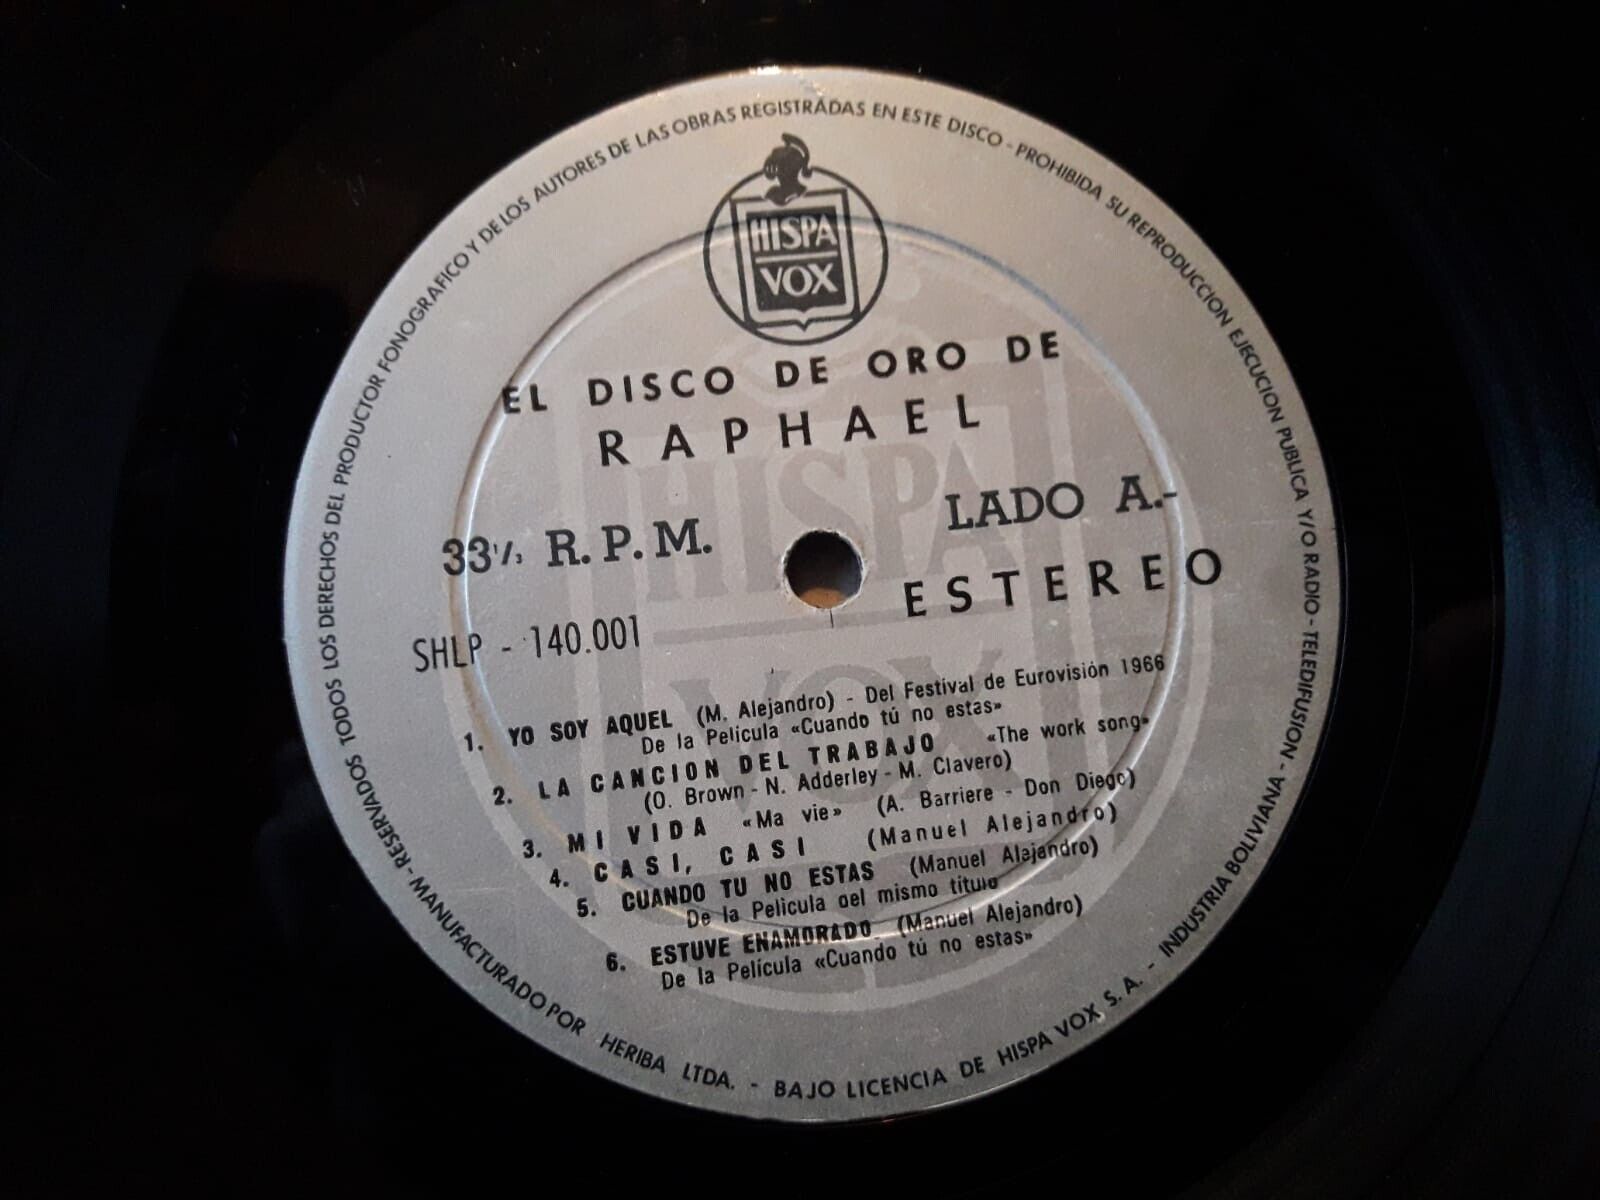 RESERVADOS TODOS LOS DERECHOS DEL PRODUCTOR FONOGRAFICO Y DE LOS AUTORES DE LAS OBRAS REGISTRADAS EN ESTE DISCO - PROHIBIDA SU REPRODUCCION EJECUCION PUBLICA Y/O RADIO - TELEDIFUSION -
HISPA
VOX
EL DISCO DE ORO DE
RAPHAEL
33 1/3 R. P. M.
LADO A.-
ESTEREO
SHLP - 140.001
HISPA
VOX
1. YO SOY AQUEL (M. Alejandro) - Del Festival de Eurovisión 1966
De la Pelicula «Cuando tú no estas»
2. LA CANCION DEL TRABAJO «The work song»
(O. Brown - N. Adderley - M. Clavero)
3. MI VIDA «Ma vie» (A. Barriere - Don Diego)
4. CASI, CASI (Manuel Alejandro)
5. CUANDO TU NO ESTAS (Manuel Alejandro)
De la Pelicula del mismo titulo
6. ESTUVE ENAMORADO (Manuel Alejandro)
De la Película «Cuando tú no estas»
MANUFACTURADO POR HERIBA LTDA. - BAJO LICENCIA DE HISPA VOX S. A. - INDUSTRIA BOLIVIANA -